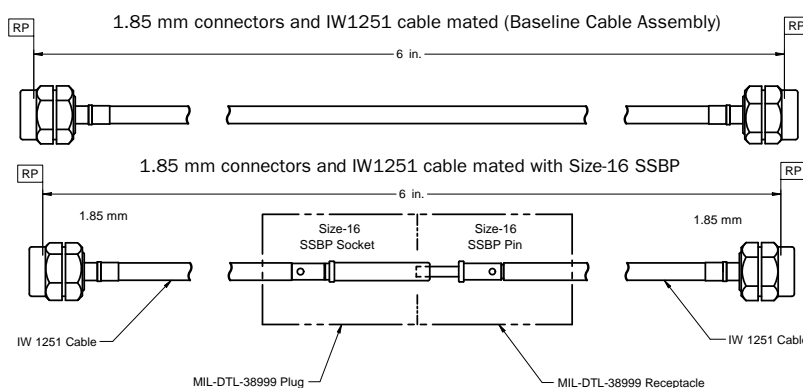 1.85 mm connectors and IW1251 cable mated (Baseline Cable Assembly)
RP
RP
6 in.
1.85 mm connectors and IW1251 cable mated with Size-16 SSBP
RP
RP
6 in.
1.85 mm
1.85 mm
Size-16
SSBP Socket
Size-16
SSBP Pin
IW 1251 Cable
IW 1251 Cable
MIL-DTL-38999 Plug
MIL-DTL-38999 Receptacle